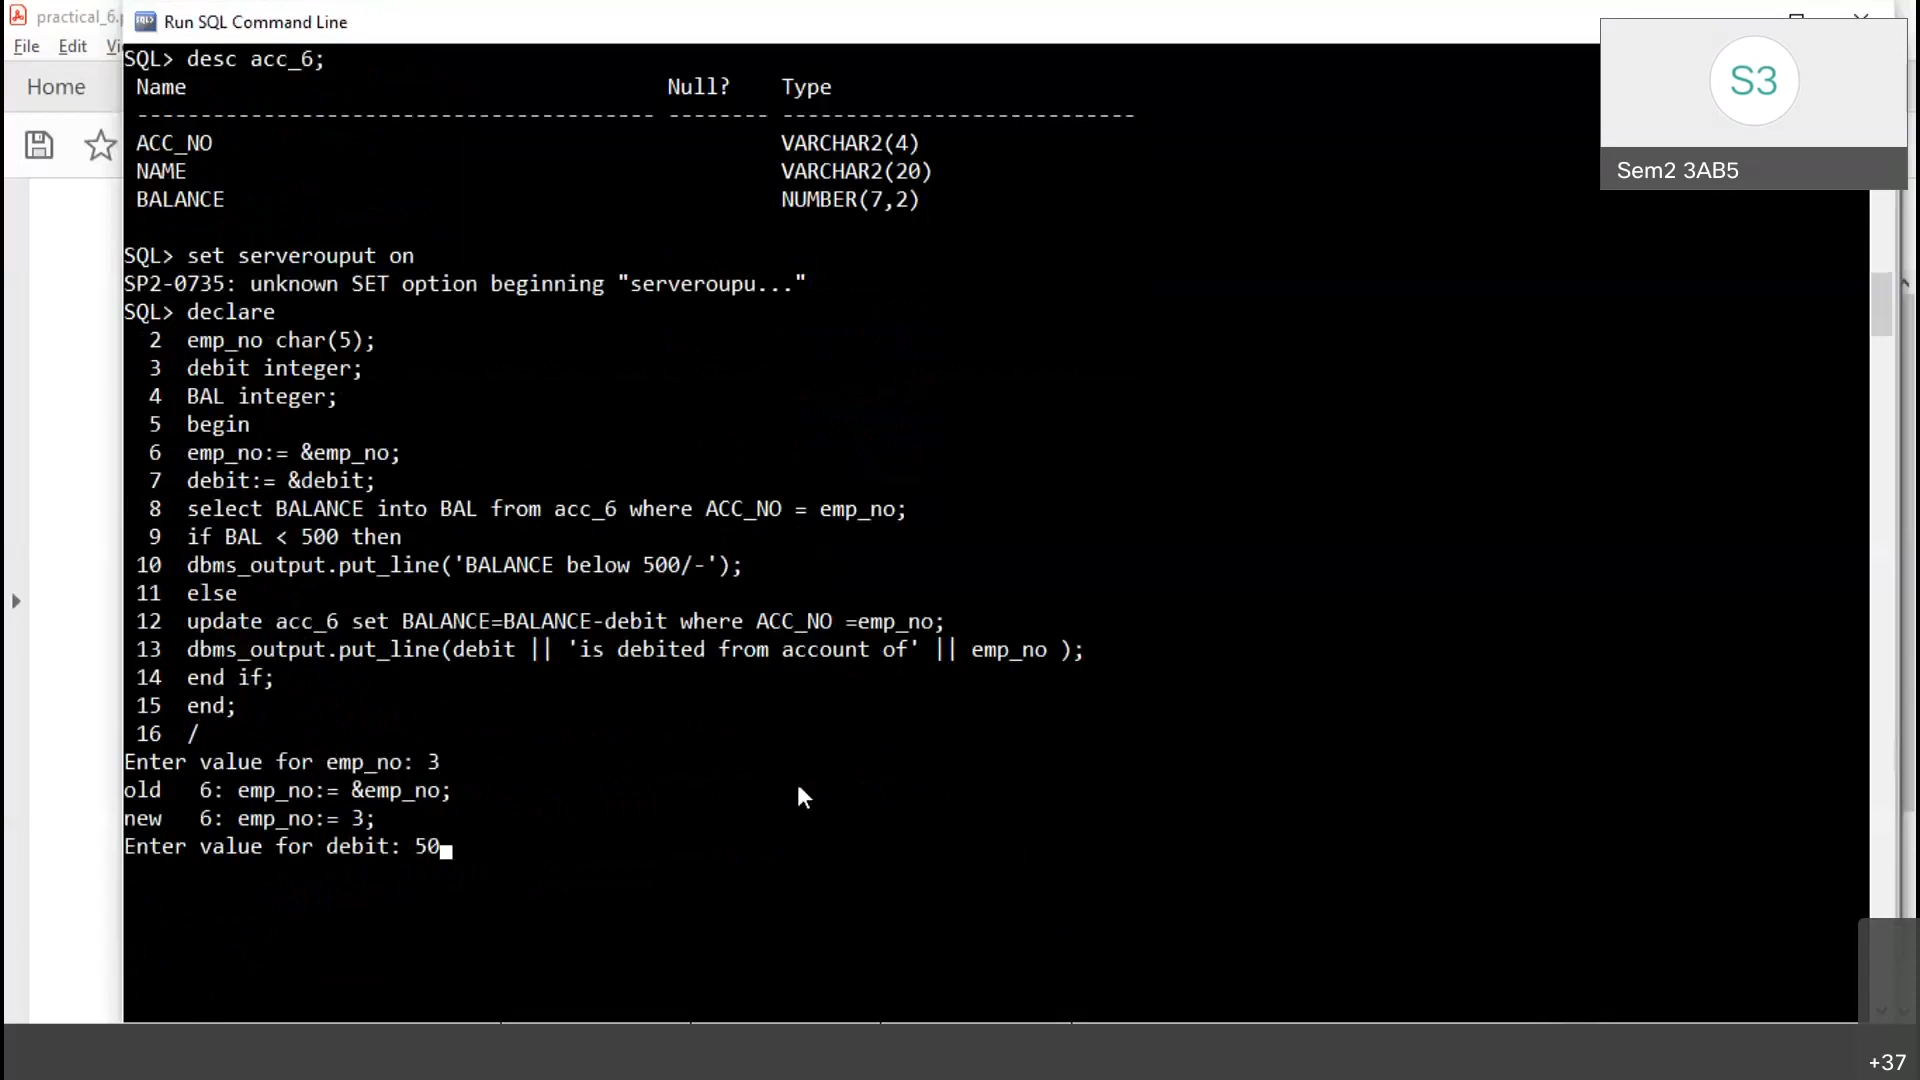 practical_6.p
Run SQL Command Line
File Edit Vi
Home
S3
Sem2 3AB5
SQL> desc acc_6;
Name Null? Type
----------------------------------------- -------- ----------------------------
ACC_NO VARCHAR2(4)
NAME VARCHAR2(20)
BALANCE NUMBER(7,2)
SQL> set serverouput on
SP2-0735: unknown SET option beginning "serveroupu..."
SQL> declare
2 emp_no char(5);
3 debit integer;
4 BAL integer;
5 begin
6 emp_no:= &emp_no;
7 debit:= &debit;
8 select BALANCE into BAL from acc_6 where ACC_NO = emp_no;
9 if BAL < 500 then
10 dbms_output.put_line('BALANCE below 500/-');
11 else
12 update acc_6 set BALANCE=BALANCE-debit where ACC_NO =emp_no;
13 dbms_output.put_line(debit || 'is debited from account of' || emp_no );
14 end if;
15 end;
16 /
Enter value for emp_no: 3
old 6: emp_no:= &emp_no;
new 6: emp_no:= 3;
Enter value for debit: 50
+37